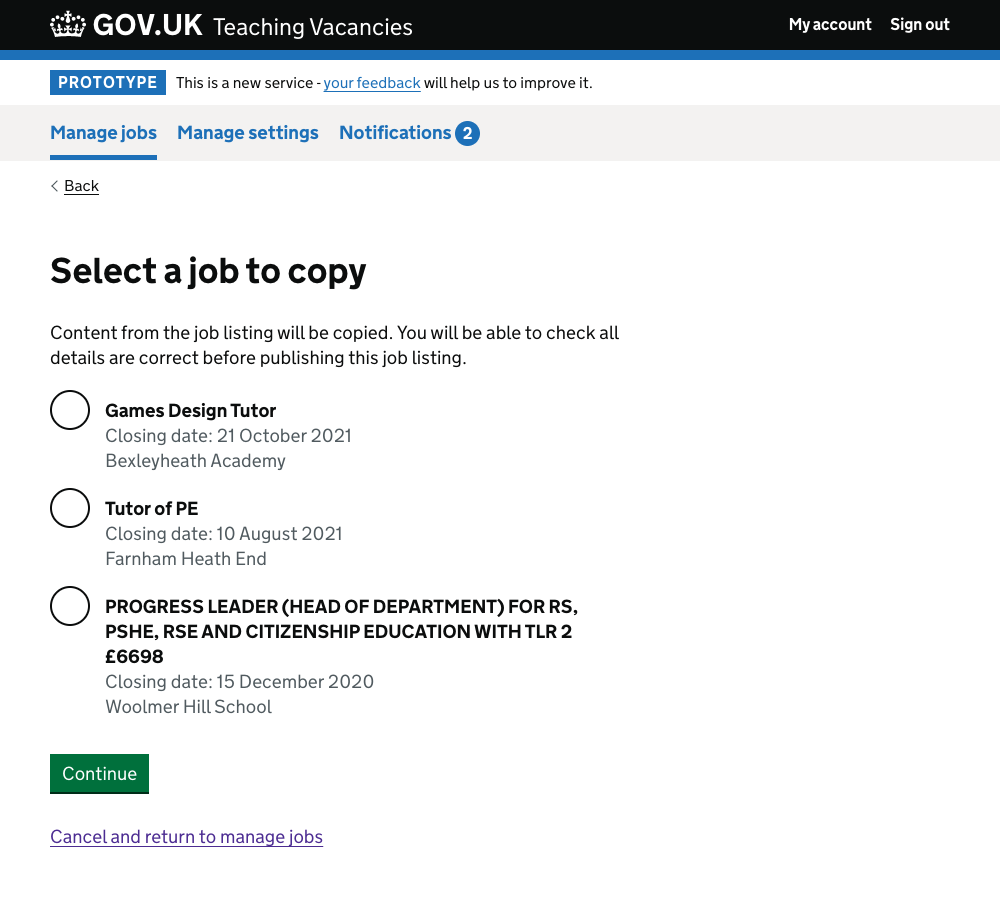 GOV.UK Teaching Vacancies
My account Sign out
PROTOTYPE This is a new service - your feedback will help us to improve it.
Manage jobs Manage settings Notifications 2
Back
Select a job to copy
Content from the job listing will be copied. You will be able to check all
details are correct before publishing this job listing.
Games Design Tutor
Closing date: 21 October 2021
Bexleyheath Academy
Tutor of PE
Closing date: 10 August 2021
Farnham Heath End
PROGRESS LEADER (HEAD OF DEPARTMENT) FOR RS,
PSHE, RSE AND CITIZENSHIP EDUCATION WITH TLR 2
£6698
Closing date: 15 December 2020
Woolmer Hill School
Continue
Cancel and return to manage jobs